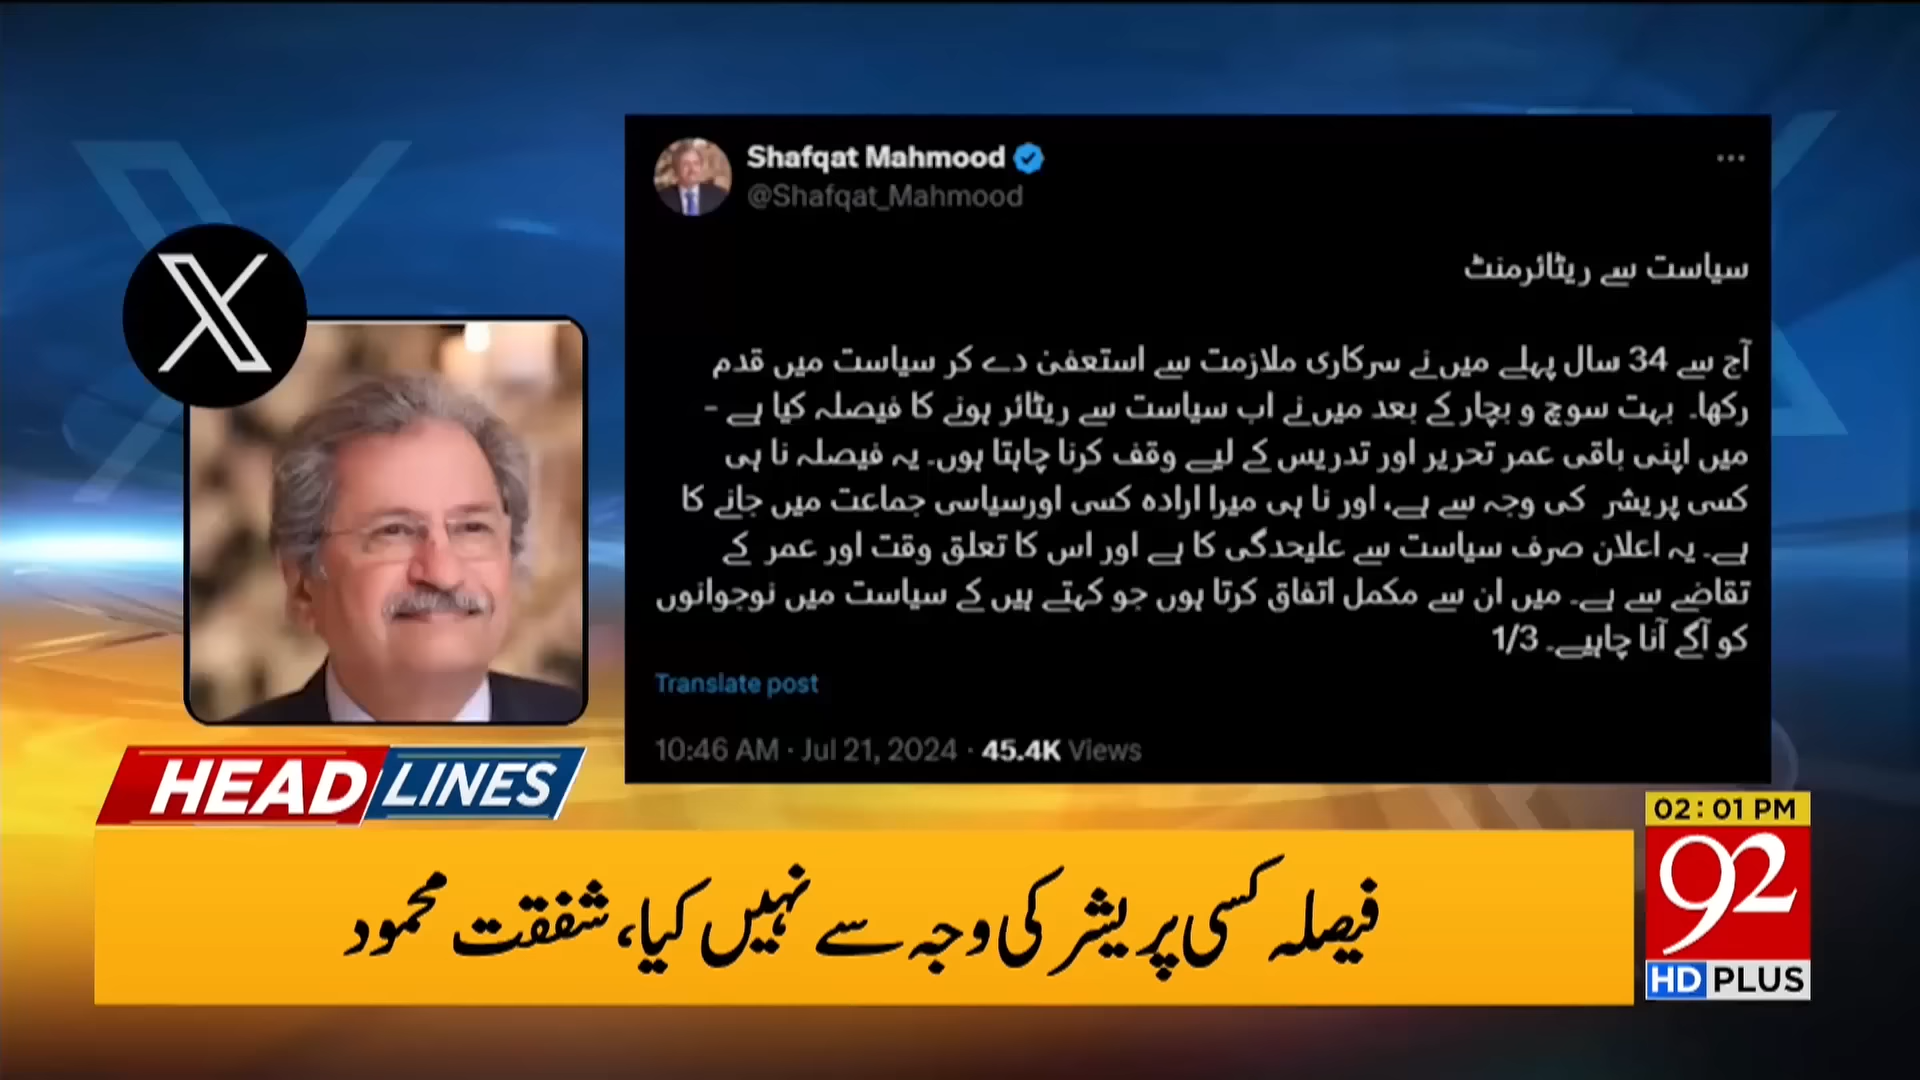 Shafqat Mahmood
@Shafqat_Mahmood
سیاست سے ریٹائرمنٹ
آج سے 34 سال پہلے میں نے سرکاری ملازمت سے استعفیٰ دے کر سیاست میں قدم
رکھا۔ بہت سوچ و بچار کے بعد میں نے اب سیاست سے ریٹائر ہونے کا فیصلہ کیا ہے -
میں اپنی باقی عمر تحریر اور تدریس کے لیے وقف کرنا چاہتا ہوں۔ یہ فیصلہ نا ہی
کسی پریشر کی وجہ سے ہے، اور نا ہی میرا ارادہ کسی اورسیاسی جماعت میں جانے کا
ہے۔ یہ اعلان صرف سیاست سے علیحدگی کا ہے اور اس کا تعلق وقت اور عمر کے
تقاضے سے ہے۔ میں ان سے مکمل اتفاق کرتا ہوں جو کہتے ہیں کے سیاست میں نوجوانوں
کو آگے آنا چاہیے۔ 1/3
Translate post
10:46 AM · Jul 21, 2024 · 45.4K Views
HEADLINES
فیصلہ کسی پریشر کی وجہ سے نہیں کیا، شفقت محمود
02:01 PM
92
HD PLUS